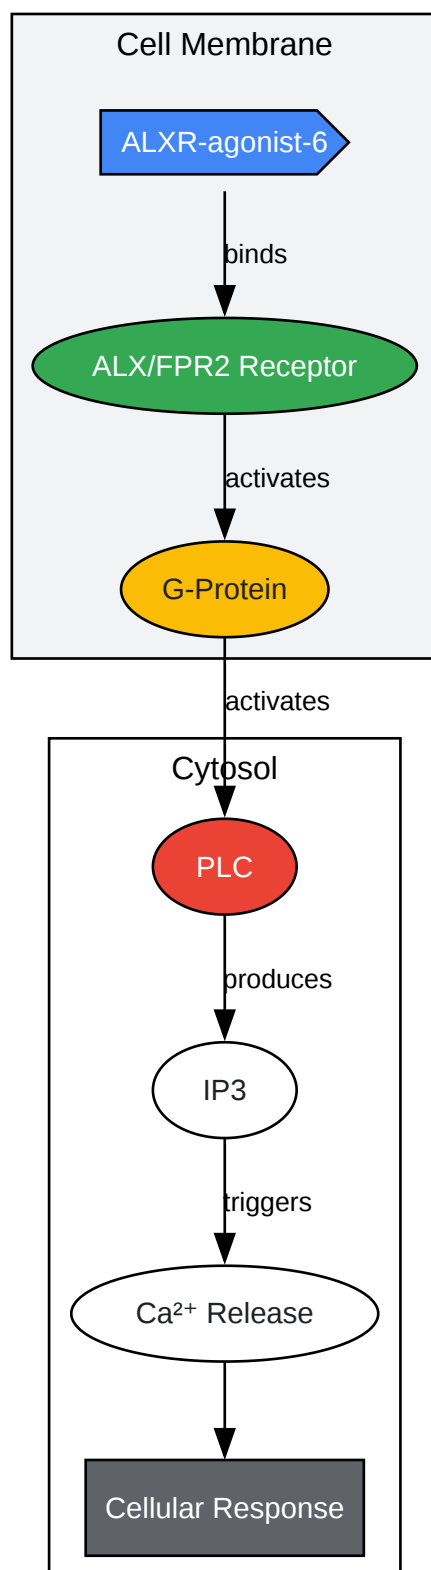 Cell Membrane
ALXR-agonist-6
binds
ALX/FPR2 Receptor
activates
G-Protein
activates
Cytosol
PLC
produces
IP3
triggers
Ca²⁺ Release
Cellular Response